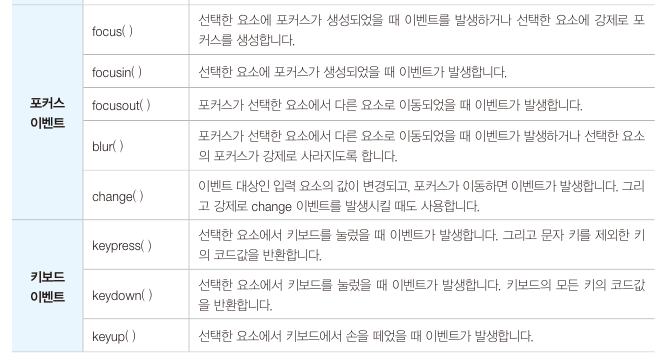 포커스
이벤트
focus( )
선택한 요소에 포커스가 생성되었을 때 이벤트를 발생하거나 선택한 요소에 강제로 포
커스를 생성합니다.
focusin( )
선택한 요소에 포커스가 생성되었을 때 이벤트가 발생합니다.
focusout( )
포커스가 선택한 요소에서 다른 요소로 이동되었을 때 이벤트가 발생합니다.
blur( )
포커스가 선택한 요소에서 다른 요소로 이동되었을 때 이벤트가 발생하거나 선택한 요소
의 포커스가 강제로 사라지도록 합니다.
change( )
이벤트 대상인 입력 요소의 값이 변경되고, 포커스가 이동하면 이벤트가 발생합니다. 그리
고 강제로 change 이벤트를 발생시킬 때도 사용합니다.
키보드
이벤트
keypress( )
선택한 요소에서 키보드를 눌렀을 때 이벤트가 발생합니다. 그리고 문자 키를 제외한 키
의 코드값을 반환합니다.
keydown( )
선택한 요소에서 키보드를 눌렀을 때 이벤트가 발생합니다. 키보드의 모든 키의 코드값
을 반환합니다.
keyup( )
선택한 요소에서 키보드에서 손을 떼었을 때 이벤트가 발생합니다.